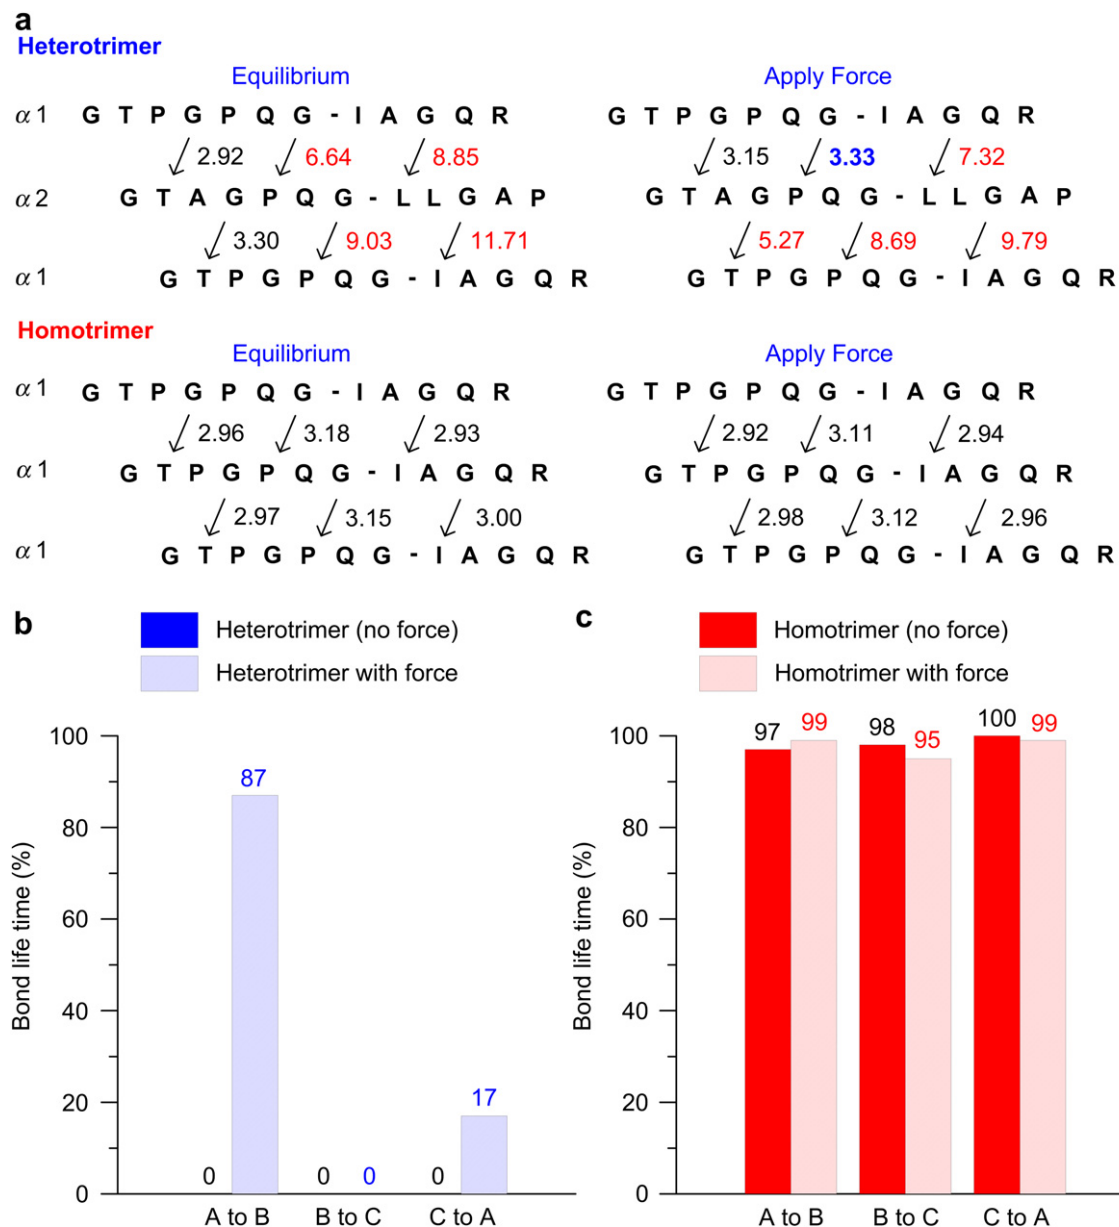 a
Heterotrimer
Equilibrium Apply Force
α1 G T P G P Q G - I A G Q R G T P G P Q G - I A G Q R
2.92 6.64 8.85 3.15 3.33 7.32
α2 G T A G P Q G - L L G A P G T A G P Q G - L L G A P
3.30 9.03 11.71 5.27 8.69 9.79
α1 G T P G P Q G - I A G Q R G T P G P Q G - I A G Q R
Homotrimer
Equilibrium Apply Force
α1 G T P G P Q G - I A G Q R G T P G P Q G - I A G Q R
2.96 3.18 2.93 2.92 3.11 2.94
α1 G T P G P Q G - I A G Q R G T P G P Q G - I A G Q R
2.97 3.15 3.00 2.98 3.12 2.96
α1 G T P G P Q G - I A G Q R G T P G P Q G - I A G Q R
b
Heterotrimer (no force)
Heterotrimer with force
Bond life time (%)
100
80
60
40
20
0
0 87
0 0
0 17
A to B B to C C to A
c
Homotrimer (no force)
Homotrimer with force
Bond life time (%)
100
80
60
40
20
0
97 99
98 95
100 99
A to B B to C C to A